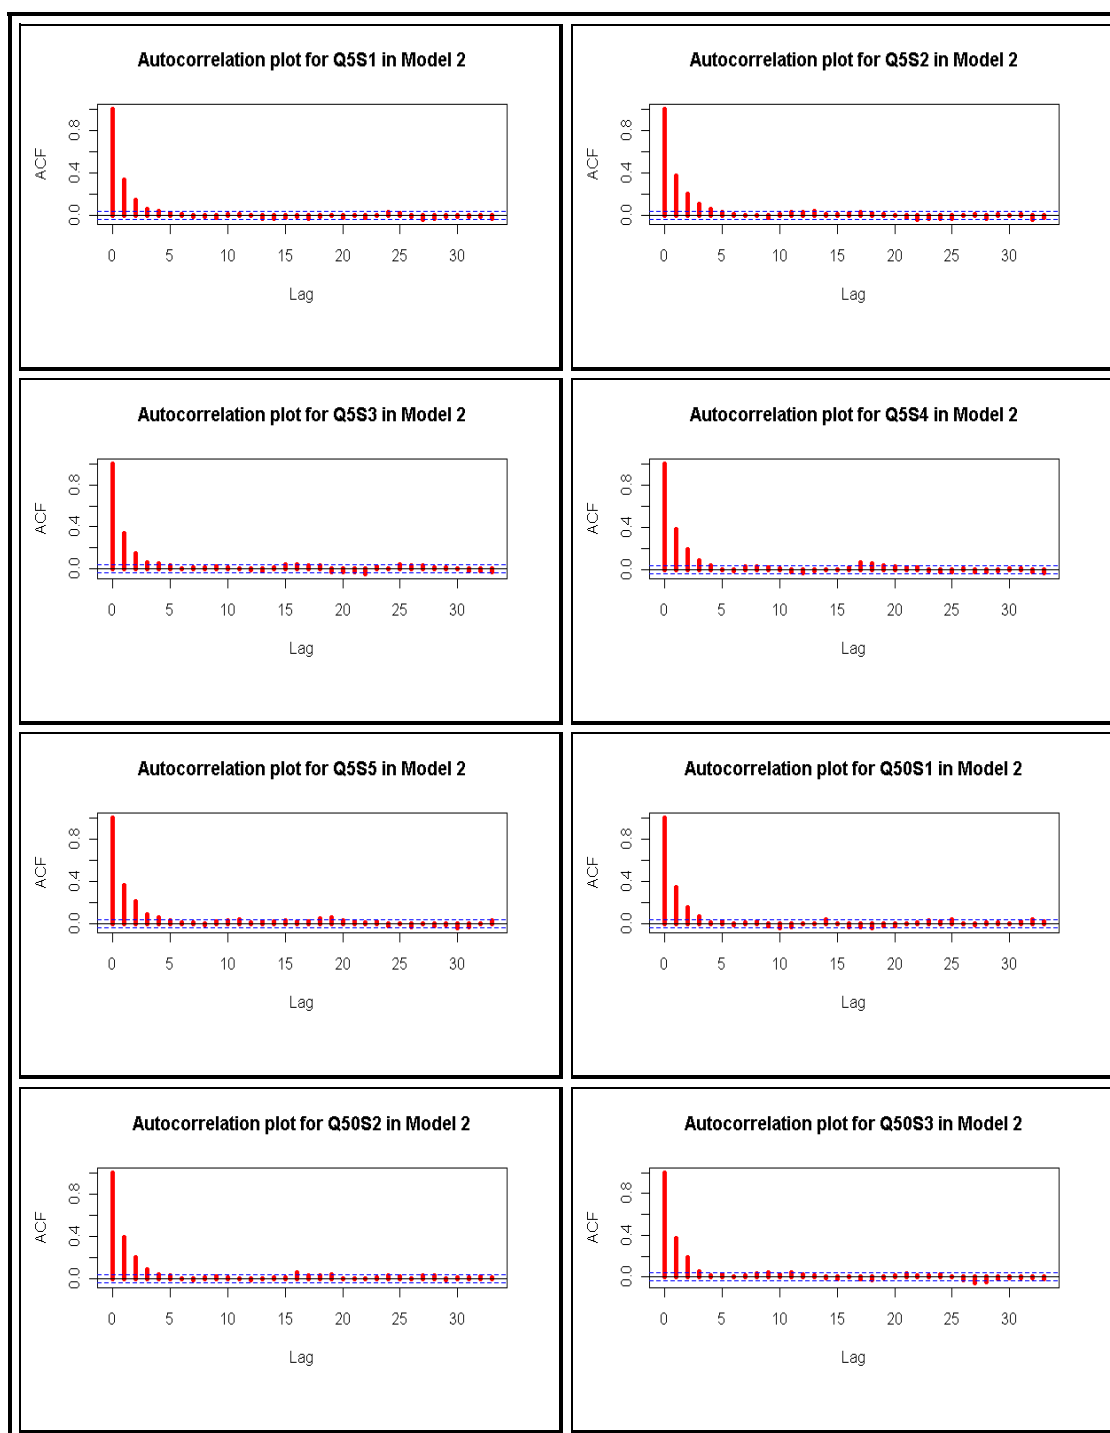 Autocorrelation plot for Q5S1 in Model 2
ACF
0.8
0.4
0.0
0 5 10 15 20 25 30
Lag
Autocorrelation plot for Q5S2 in Model 2
ACF
0.8
0.4
0.0
0 5 10 15 20 25 30
Lag
Autocorrelation plot for Q5S3 in Model 2
ACF
0.8
0.4
0.0
0 5 10 15 20 25 30
Lag
Autocorrelation plot for Q5S4 in Model 2
ACF
0.8
0.4
0.0
0 5 10 15 20 25 30
Lag
Autocorrelation plot for Q5S5 in Model 2
ACF
0.8
0.4
0.0
0 5 10 15 20 25 30
Lag
Autocorrelation plot for Q50S1 in Model 2
ACF
0.8
0.4
0.0
0 5 10 15 20 25 30
Lag
Autocorrelation plot for Q50S2 in Model 2
ACF
0.8
0.4
0.0
0 5 10 15 20 25 30
Lag
Autocorrelation plot for Q50S3 in Model 2
ACF
0.8
0.4
0.0
0 5 10 15 20 25 30
Lag